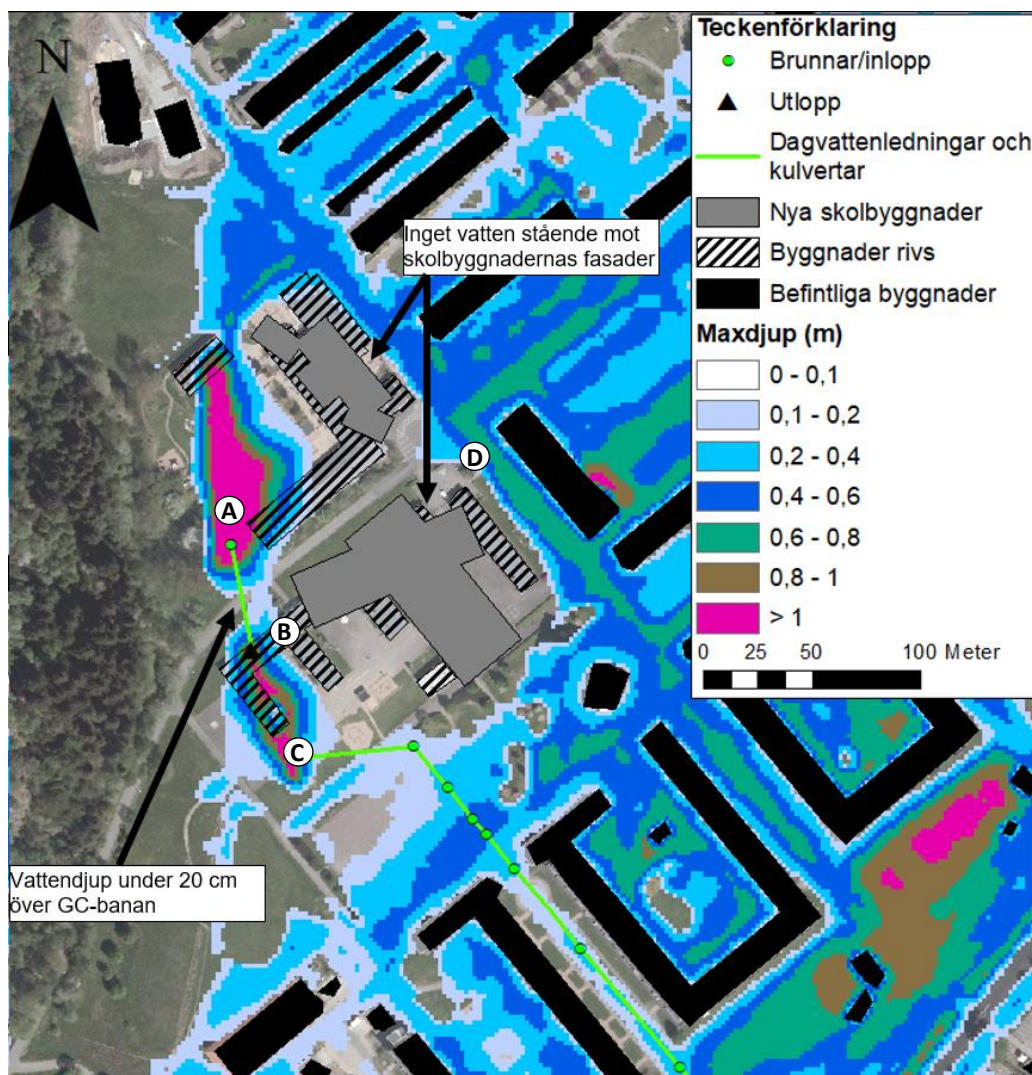 N
Inget vatten stående mot
skolbyggnadernas fasader
A
B
C
D
Vattendjup under 20 cm
över GC-banan
Teckenförklaring
Brunnar/inlopp
Utlopp
Dagvattenledningar och
kulvertar
Nya skolbyggnader
Byggnader rivs
Befintliga byggnader
Maxdjup (m)
0 - 0,1
0,1 - 0,2
0,2 - 0,4
0,4 - 0,6
0,6 - 0,8
0,8 - 1
> 1
0 25 50 100 Meter